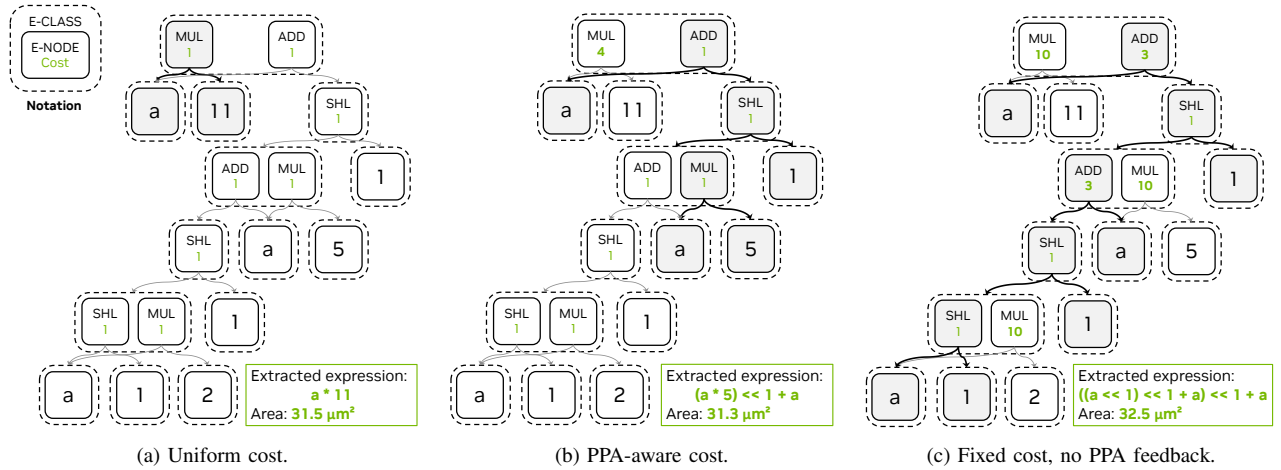 E-CLASS
E-NODE
Cost
Notation
MUL
1
ADD
1
a
11
SHL
1
ADD
1
MUL
1
1
SHL
1
a
5
SHL
1
MUL
1
1
a
1
2
Extracted expression:
a * 11
Area: 31.5 µm²
(a) Uniform cost.
MUL
4
ADD
1
a
11
SHL
1
ADD
1
MUL
1
1
SHL
1
a
5
SHL
1
MUL
1
1
a
1
2
Extracted expression:
(a * 5) << 1 + a
Area: 31.3 µm²
(b) PPA-aware cost.
MUL
10
ADD
3
a
11
SHL
1
ADD
3
MUL
10
1
SHL
1
a
5
SHL
1
MUL
10
1
a
1
2
Extracted expression:
((a << 1) << 1 + a) << 1 + a
Area: 32.5 µm²
(c) Fixed cost, no PPA feedback.